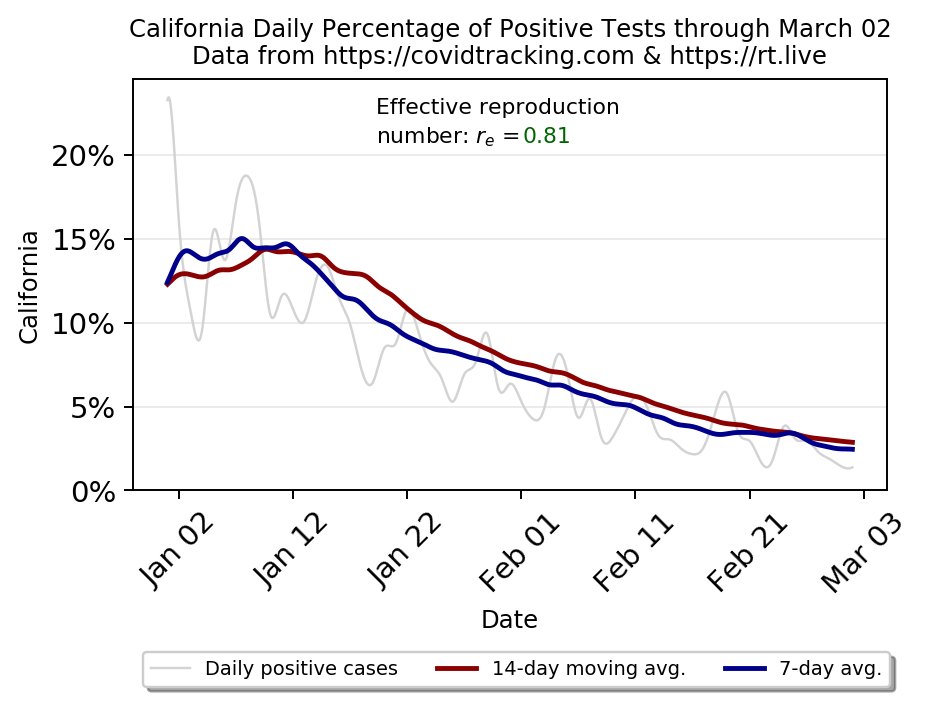 California Daily Percentage of Positive Tests through March 02
Data from https://covidtracking.com & https://rt.live
Effective reproduction
number: rₑ =0.81
20%
15%
10%
5%
0%
California
Jan 02
Jan 12
Jan 22
Feb 01
Feb 11
Feb 21
Mar 03
Date
Daily positive cases
14-day moving avg.
7-day avg.